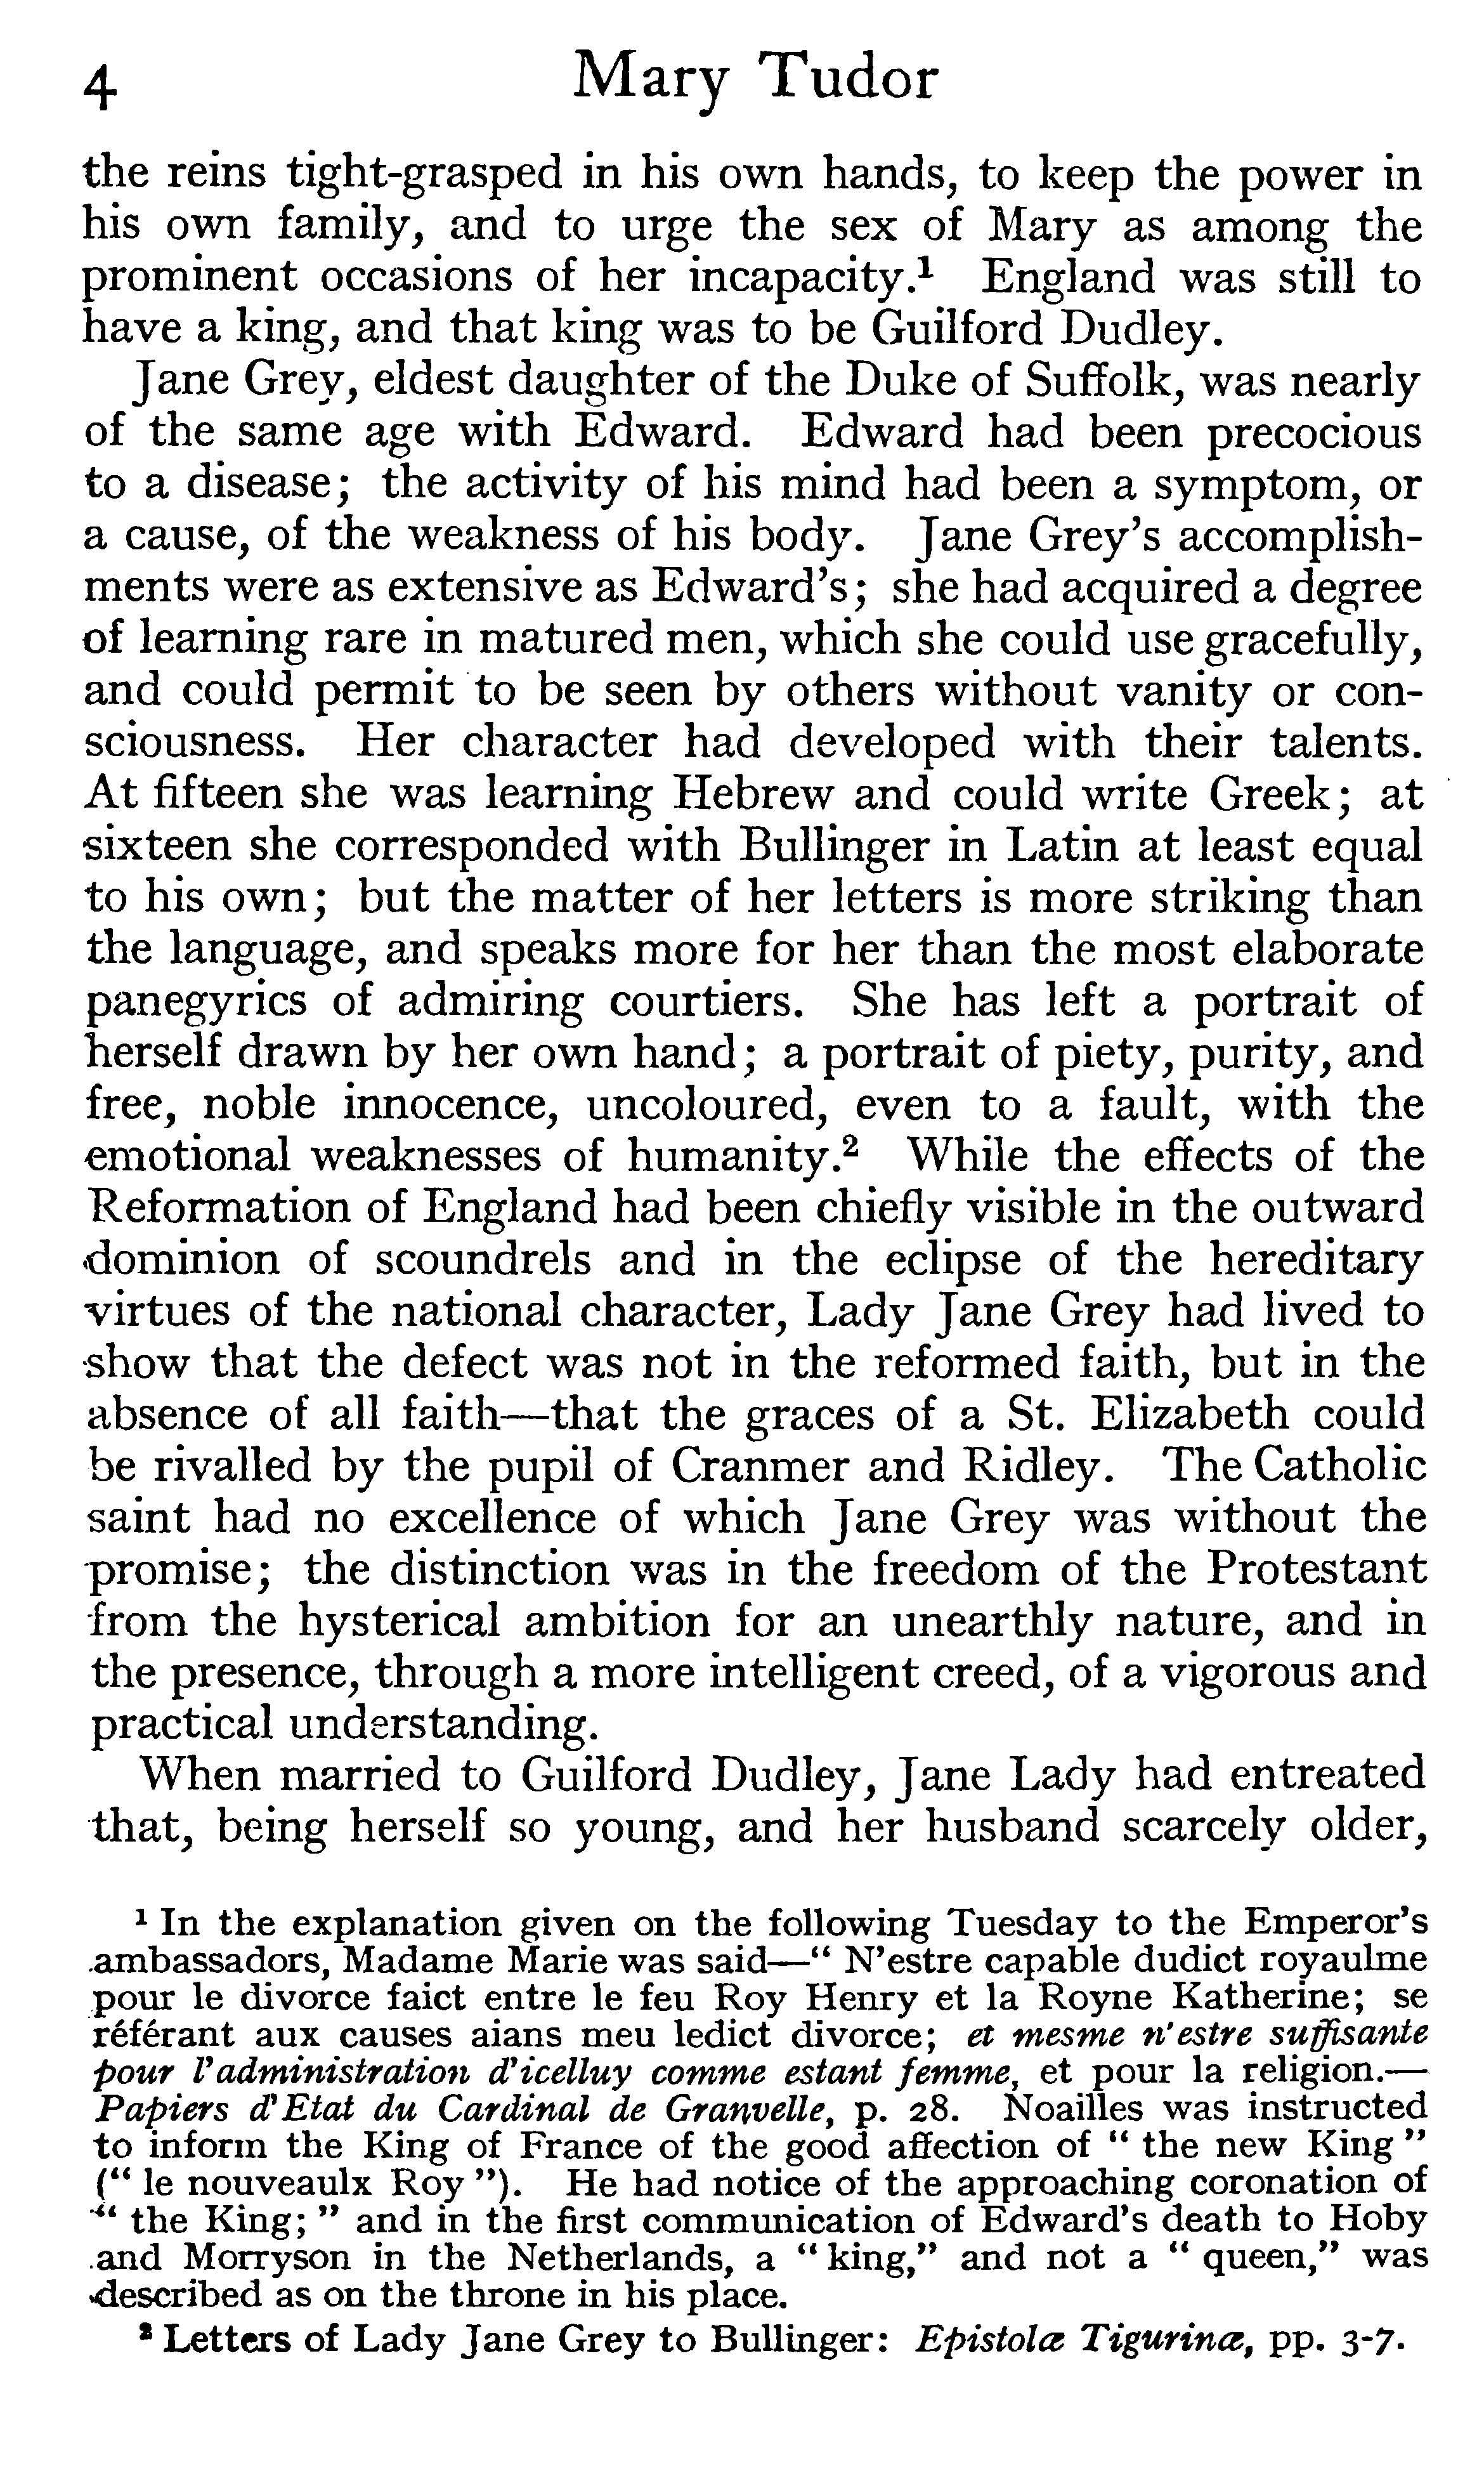 4 Mary Tudor
the reins tight-grasped in his own hands, to keep the power in
his own family, and to urge the sex of Mary as among the
prominent occasions of her incapacity.¹ England was still to
have a king, and that king was to be Guilford Dudley.
Jane Grey, eldest daughter of the Duke of Suffolk, was nearly
of the same age with Edward. Edward had been precocious
to a disease; the activity of his mind had been a symptom, or
a cause, of the weakness of his body. Jane Grey's accomplish-
ments were as extensive as Edward's; she had acquired a degree
of learning rare in matured men, which she could use gracefully,
and could permit to be seen by others without vanity or con-
sciousness. Her character had developed with their talents.
At fifteen she was learning Hebrew and could write Greek; at
sixteen she corresponded with Bullinger in Latin at least equal
to his own; but the matter of her letters is more striking than
the language, and speaks more for her than the most elaborate
panegyrics of admiring courtiers. She has left a portrait of
herself drawn by her own hand; a portrait of piety, purity, and
free, noble innocence, uncoloured, even to a fault, with the
emotional weaknesses of humanity.² While the effects of the
Reformation of England had been chiefly visible in the outward
dominion of scoundrels and in the eclipse of the hereditary
virtues of the national character, Lady Jane Grey had lived to
show that the defect was not in the reformed faith, but in the
absence of all faith—that the graces of a St. Elizabeth could
be rivalled by the pupil of Cranmer and Ridley. The Catholic
saint had no excellence of which Jane Grey was without the
promise; the distinction was in the freedom of the Protestant
from the hysterical ambition for an unearthly nature, and in
the presence, through a more intelligent creed, of a vigorous and
practical understanding.
When married to Guilford Dudley, Jane Lady had entreated
that, being herself so young, and her husband scarcely older,
¹ In the explanation given on the following Tuesday to the Emperor's
ambassadors, Madame Marie was said—“ N'estre capable dudict royaulme
pour le divorce faict entre le feu Roy Henry et la Royne Katherine; se
référant aux causes aians meu ledict divorce; et mesme n'estre suffisante
pour l'administration d'icelluy comme estant femme, et pour la religion.—
Papiers d'Etat du Cardinal de Granvelle, p. 28. Noailles was instructed
to inform the King of France of the good affection of “ the new King ”
(“ le nouveaulx Roy ”). He had notice of the approaching coronation of
“ the King; ” and in the first communication of Edward's death to Hoby
and Morryson in the Netherlands, a “ king,” and not a “ queen,” was
described as on the throne in his place.
² Letters of Lady Jane Grey to Bullinger: Epistolæ Tigurinæ, pp. 3-7.